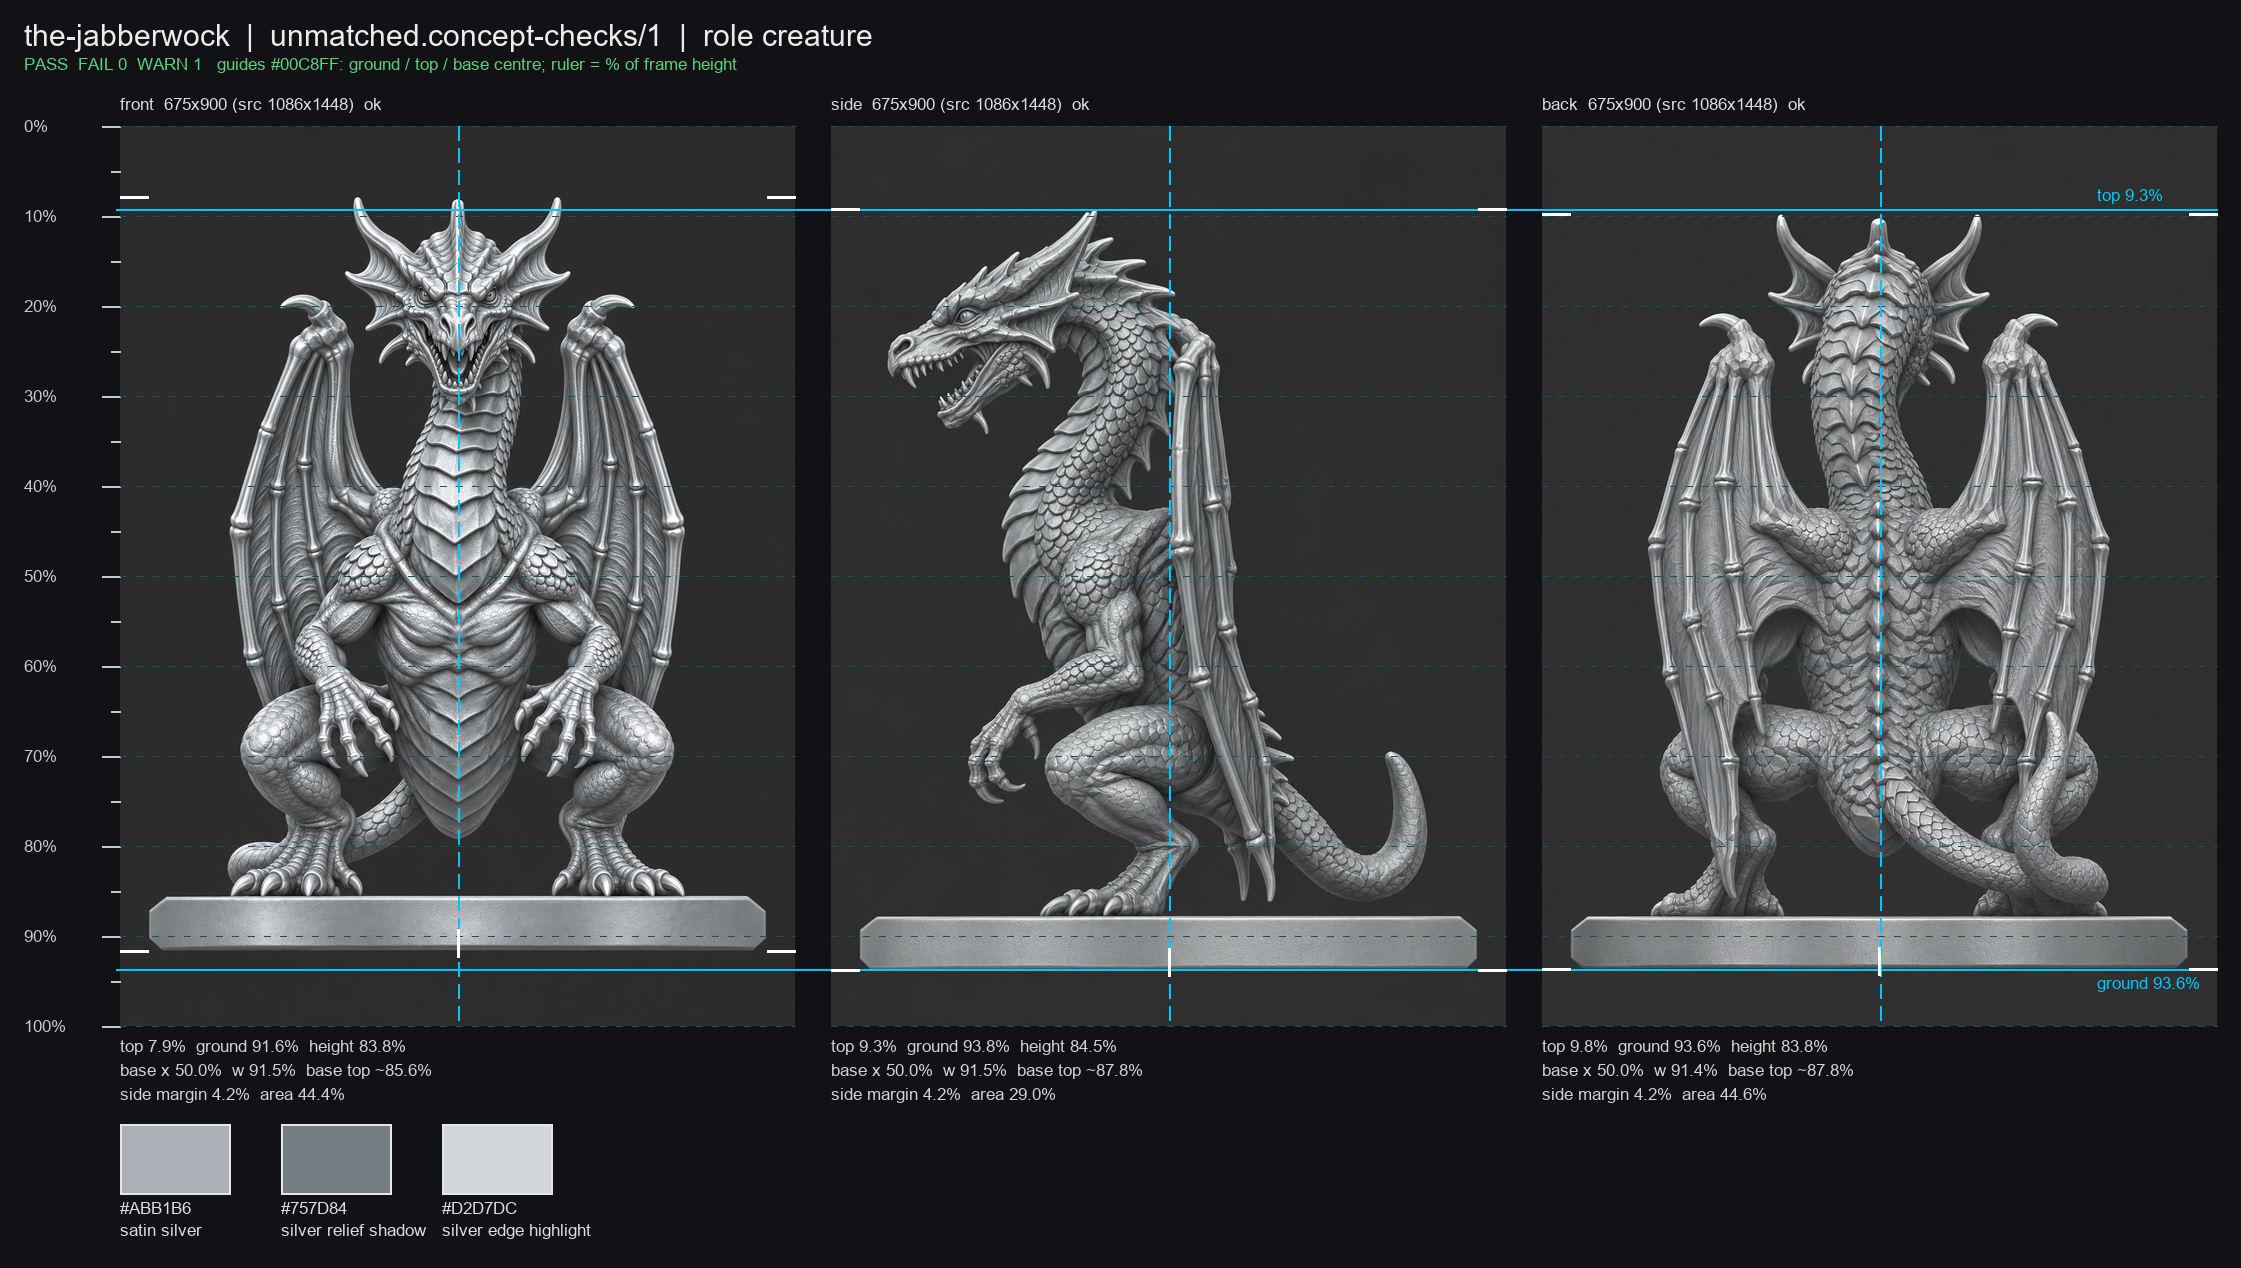 the-jabberwock | unmatched.concept-checks/1 | role creature
PASS FAIL 0 WARN 1 guides #00C8FF: ground / top / base centre; ruler = % of frame height
front 675x900 (src 1086x1448) ok
side 675x900 (src 1086x1448) ok
back 675x900 (src 1086x1448) ok
0%
10%
20%
30%
40%
50%
60%
70%
80%
90%
100%
top 9.3%
ground 93.6%
top 7.9% ground 91.6% height 83.8%
base x 50.0% w 91.5% base top ~85.6%
side margin 4.2% area 44.4%
top 9.3% ground 93.8% height 84.5%
base x 50.0% w 91.5% base top ~87.8%
side margin 4.2% area 29.0%
top 9.8% ground 93.6% height 83.8%
base x 50.0% w 91.4% base top ~87.8%
side margin 4.2% area 44.6%
#ABB1B6
satin silver
#757D84
silver relief shadow
#D2D7DC
silver edge highlight